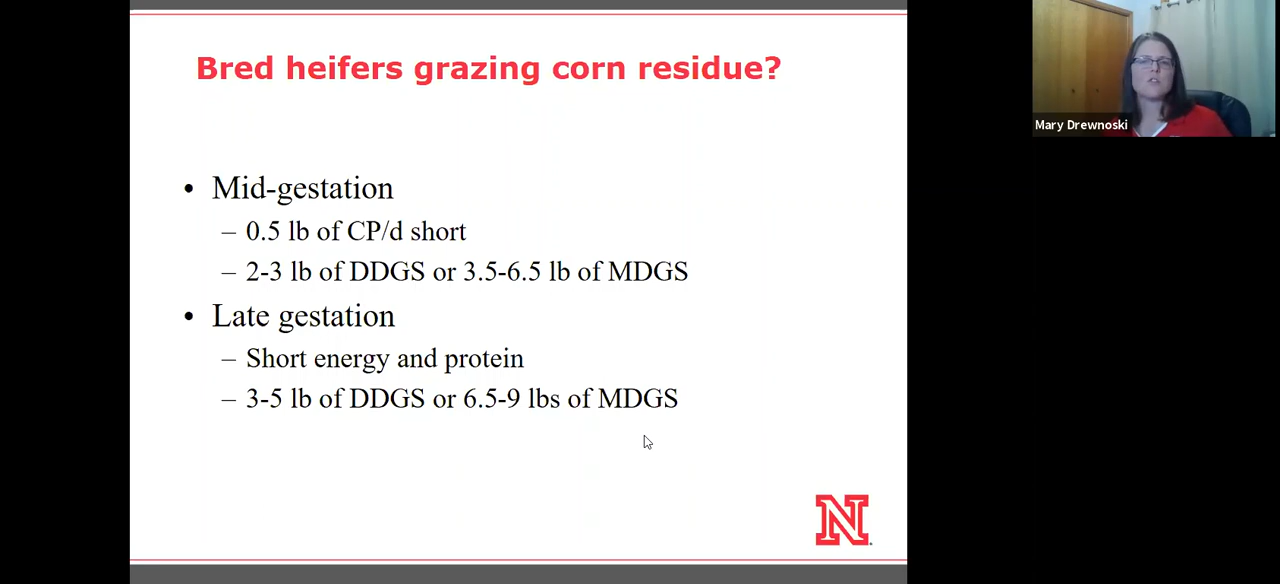 Bred heifers grazing corn residue?
• Mid-gestation
– 0.5 lb of CP/d short
– 2-3 lb of DDGS or 3.5-6.5 lb of MDGS
• Late gestation
– Short energy and protein
– 3-5 lb of DDGS or 6.5-9 lbs of MDGS
N
Mary Drewnoski